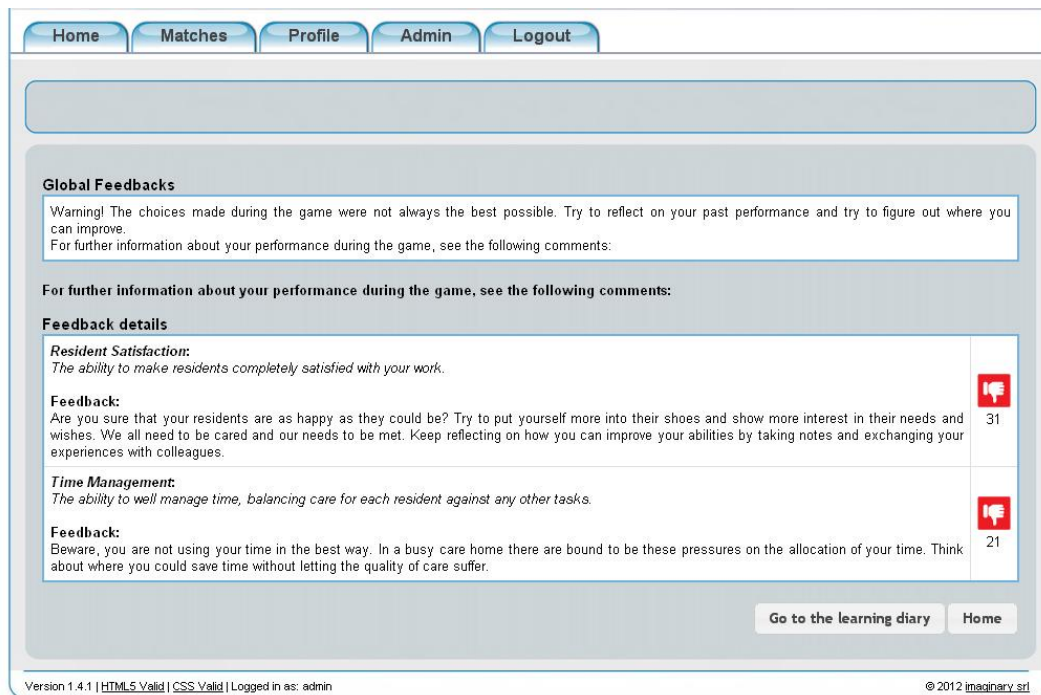 Home Matches Profile Admin Logout
Global Feedbacks
Warning! The choices made during the game were not always the best possible. Try to reflect on your past performance and try to figure out where you
can improve.
For further information about your performance during the game, see the following comments:
For further information about your performance during the game, see the following comments:
Feedback details
Resident Satisfaction:
The ability to make residents completely satisfied with your work.
Feedback:
Are you sure that your residents are as happy as they could be? Try to put yourself more into their shoes and show more interest in their needs and
wishes. We all need to be cared and our needs to be met. Keep reflecting on how you can improve your abilities by taking notes and exchanging your
experiences with colleagues.
31
Time Management:
The ability to well manage time, balancing care for each resident against any other tasks.
Feedback:
Beware, you are not using your time in the best way. In a busy care home there are bound to be these pressures on the allocation of your time. Think
about where you could save time without letting the quality of care suffer.
21
Go to the learning diary Home
Version 1.4.1 | HTML5 Valid | CSS Valid | Logged in as: admin © 2012 imaginary srl